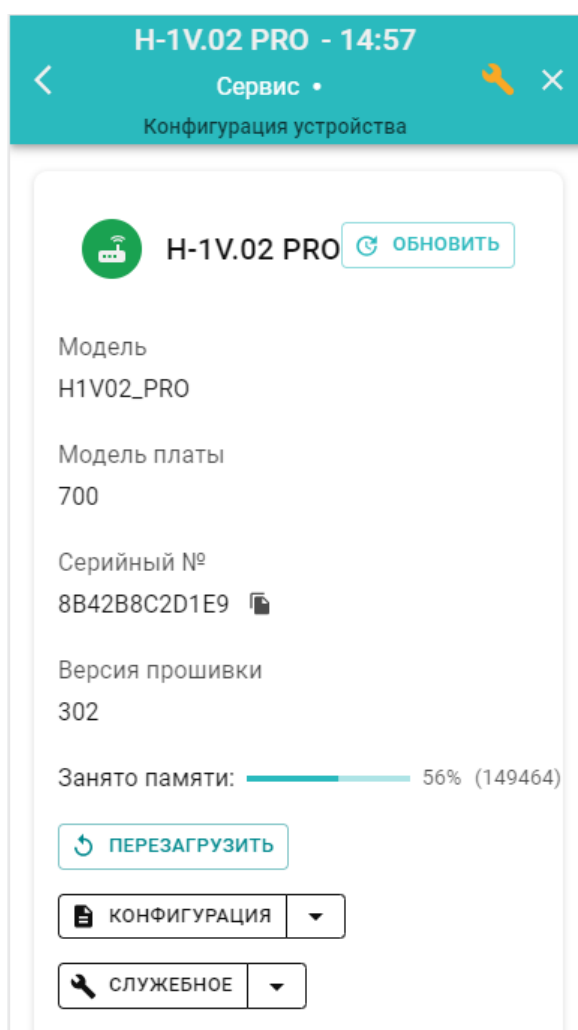 H-1V.02 PRO - 14:57
Сервис •
Конфигурация устройства
H-1V.02 PRO
ОБНОВИТЬ
Модель
H1V02_PRO
Модель платы
700
Серийный №
8B42B8C2D1E9
Версия прошивки
302
Занято памяти: 56% (149464)
ПЕРЕЗАГРУЗИТЬ
КОНФИГУРАЦИЯ
СЛУЖЕБНОЕ